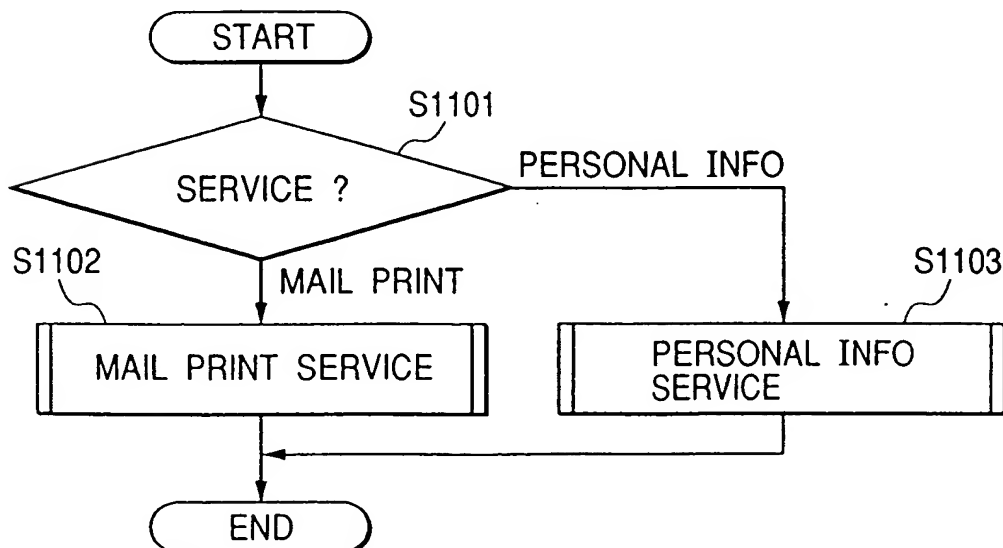 START
S1101
SERVICE ?
PERSONAL INFO
S1102
MAIL PRINT
S1103
MAIL PRINT SERVICE
PERSONAL INFO
SERVICE
END